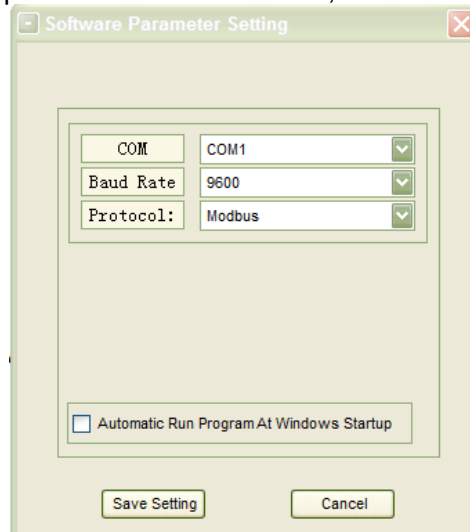 Software Parameter Setting
COM COM1
Baud Rate 9600
Protocol: Modbus
Automatic Run Program At Windows Startup
Save Setting Cancel